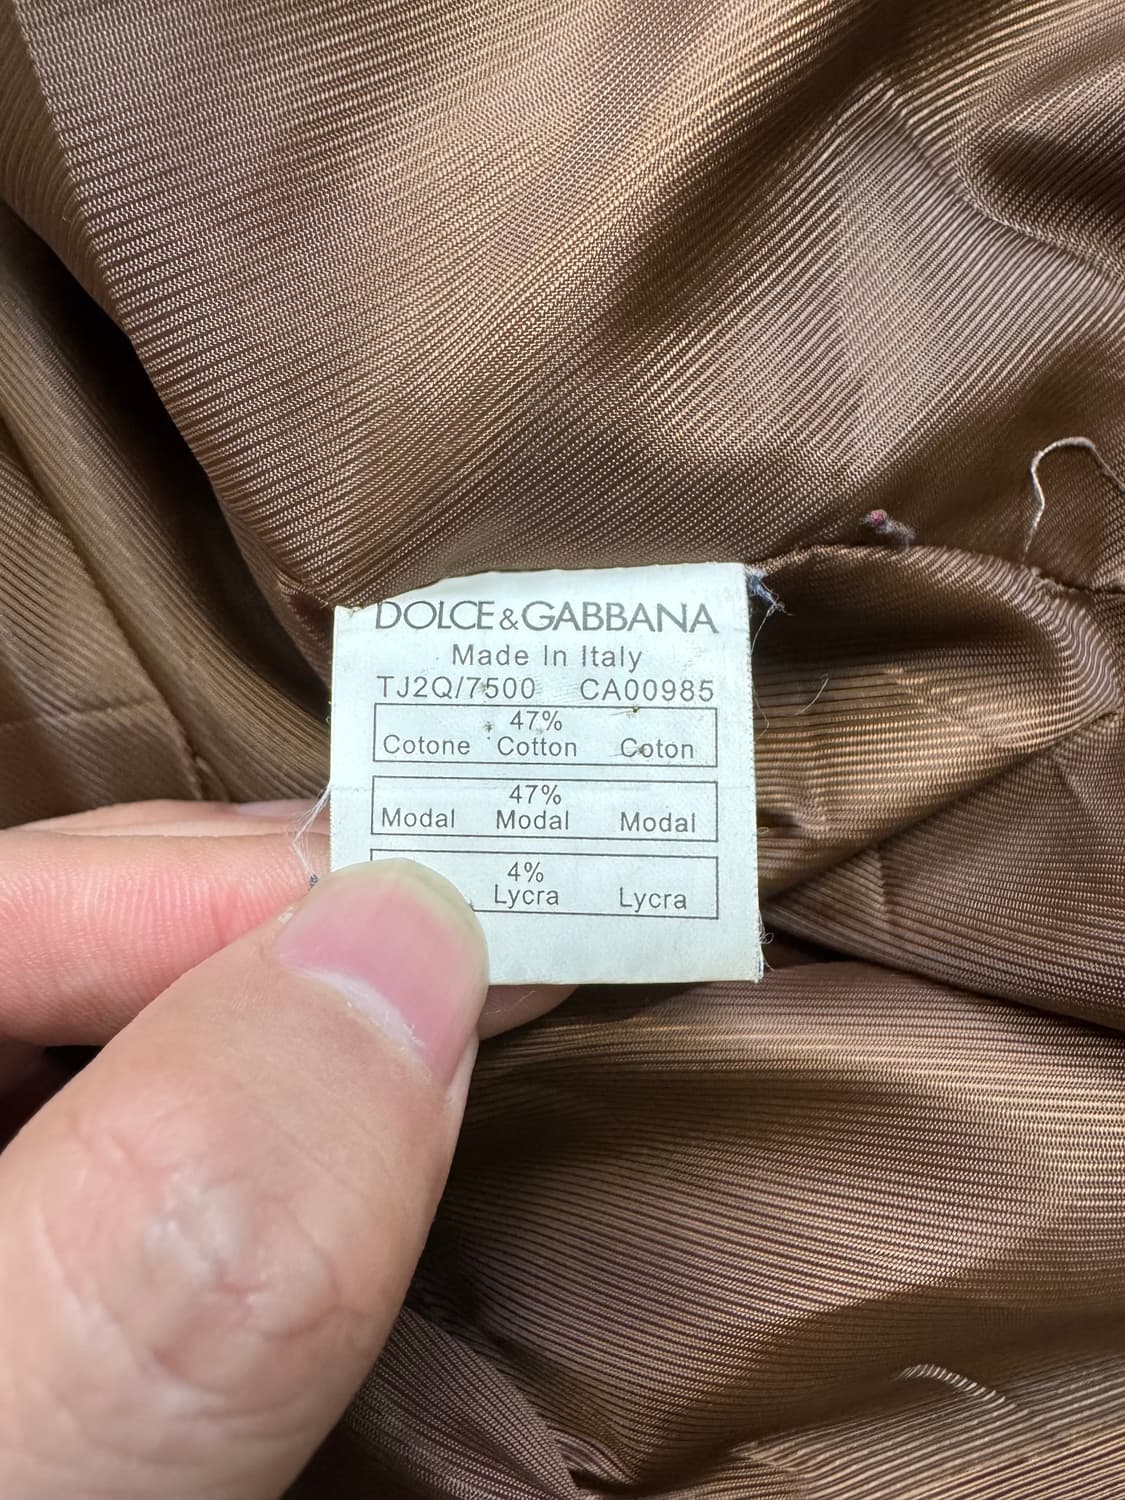 DOLCE&GABBANA
Made In Italy
TJ2Q/7500 CA00985
47%
Cotone Cotton Coton
47%
Modal Modal Modal
4%
Lycra Lycra